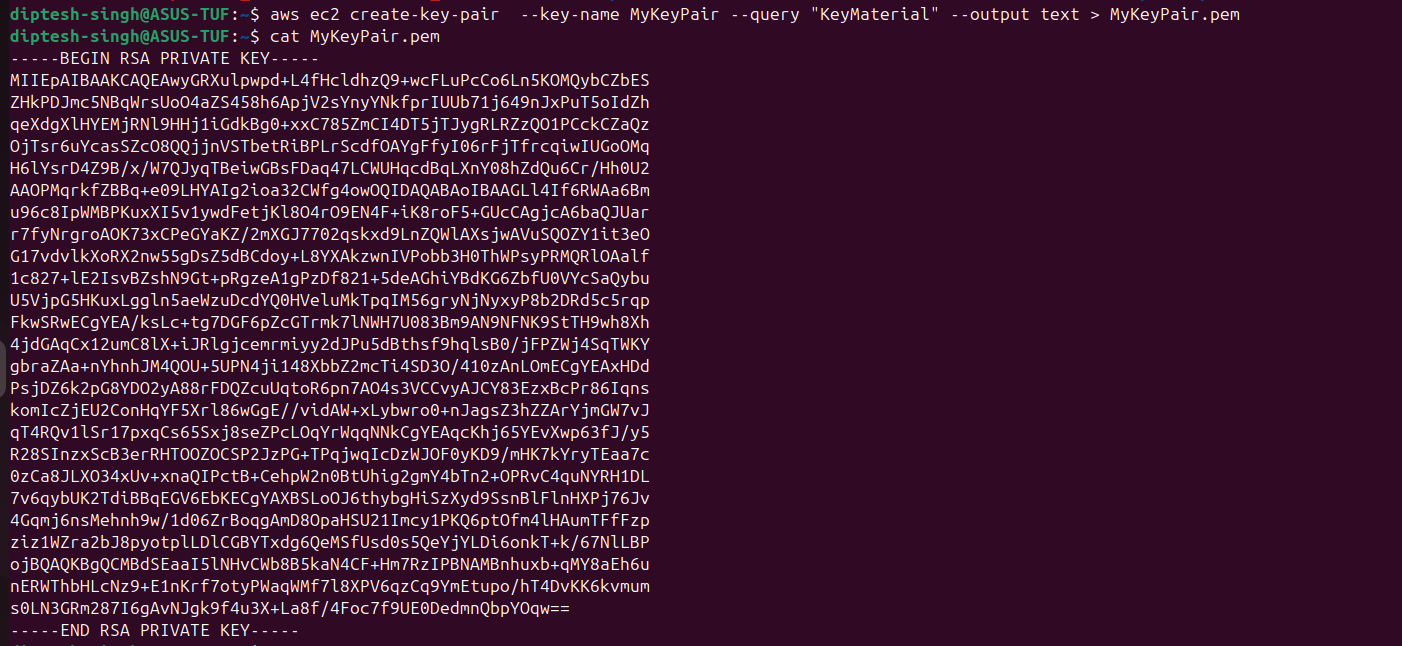 diptesh-singh@ASUS-TUF:~$ aws ec2 create-key-pair  --key-name MyKeyPair --query "KeyMaterial" --output text > MyKeyPair.pem
diptesh-singh@ASUS-TUF:~$ cat MyKeyPair.pem
-----BEGIN RSA PRIVATE KEY-----
MIIEpAIBAAKCAQEAwyGRXulpwpd+L4fHcldhzQ9+wcFLuPcCo6Ln5KOMQybCZbES
ZHkPDJmc5NBqWrsUoO4aZS458h6ApjV2sYnyYNkfprIUUb71j649nJxPuT5oIdZh
qeXdgXlHYEMjRNl9HHj1iGdkBg0+xxC785ZmCI4DT5jTJygRLRZzQO1PCckCZaQz
OjTsr6uYcasSZcO8QQjjnVSTbetRiBPLrScdfOAYgFfyI06rFjTfrcqiwIUGoOMq
H6lYsrD4Z9B/x/W7QJyqTBeiwGBsFDaq47LCWUHqcdBqLXnY08hZdQu6Cr/Hh0U2
AAOPMqrkfZBBq+e09LHYAIg2ioa32CWfg4owOQIDAQABAoIBAAGLl4If6RWAa6Bm
u96c8IpWMBPKuxXI5v1ywdFetjKl8O4rO9EN4F+iK8roF5+GUcCAgjcA6baQJUar
r7fyNrgroAOK73xCPeGYaKZ/2mXGJ7702qskxd9LnZQWlAXsjwAVuSQOZY1it3eO
G17vdvlkXoRX2nw55gDsZ5dBCdoy+L8YXAkzwnIVPobb3H0ThWPsyPRMQRlOAalf
1c827+lE2IsvBZshN9Gt+pRgzeA1gPzDf821+5deAGhiYBdKG6ZbfU0VYcSaQybu
U5VjpG5HKuxLggln5aeWzuDcdYQ0HVeluMkTpqIM56gryNjNyxyP8b2DRd5c5rqp
FkwSRwECgYEA/ksLc+tg7DGF6pZcGTrmk7lNWH7U083Bm9AN9NFNK9StTH9wh8Xh
4jdGAqCx12umC8lX+iJRlgjcemrmiyy2dJPu5dBthsf9hqlsB0/jFPZWj4SqTWKY
gbraZAa+nYhnhJM4QOU+5UPN4ji148XbbZ2mcTi4SD3O/410zAnLOmECgYEAxHDd
PsjDZ6k2pG8YDO2yA88rFDQZcuUqtoR6pn7AO4s3VCCvyAJCY83EzxBcPr86Iqns
komIcZjEU2ConHqYF5Xrl86wGgE//vidAW+xLybwro0+nJagsZ3hZZArYjmGW7vJ
qT4RQv1lSr17pxqCs65Sxj8seZPcLOqYrWqqNNkCgYEAqcKhj65YEvXwp63fJ/y5
R28SInzxScB3erRHTOOZOCSP2JzPG+TPqjwqIcDzWJOF0yKD9/mHK7kYryTEaa7c
0zCa8JLXO34xUv+xnaQIPctB+CehpW2n0BtUhig2gmY4bTn2+OPRvC4quNYRH1DL
7v6qybUK2TdiBBqEGV6EbKECgYAXBSLoOJ6thybgHiSzXyd9SsnBlFlnHXPj76Jv
4Gqmj6nsMehnh9w/1d06ZrBoqgAmD8OpaHSU21Imcy1PKQ6ptOfm4lHAumTFfFzp
ziz1WZra2bJ8pyotplLDlCGBYTxdg6QeMSfUsd0s5QeYjYLDi6onkT+k/67NlLBP
ojBQAQKBgQCMBdSEaaI5lNHvCWb8B5kaN4CF+Hm7RzIPBNAMBnhuxb+qMY8aEh6u
nERWThbHLcNz9+E1nKrf7otyPWaqWMf7l8XPV6qzCq9YmEtupo/hT4DvKK6kvmum
s0LN3GRm287I6gAvNJgk9f4u3X+La8f/4Foc7f9UE0DedmnQbpYOqw==
-----END RSA PRIVATE KEY-----